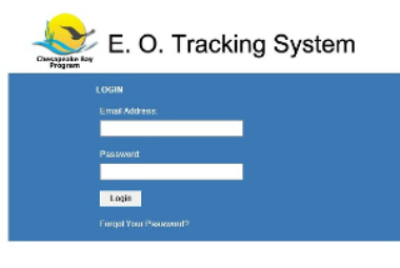 Chesapeake Bay
Program
E. O. Tracking System
LOGIN
Email Address:
Password:
Login
Forgot Your Password?